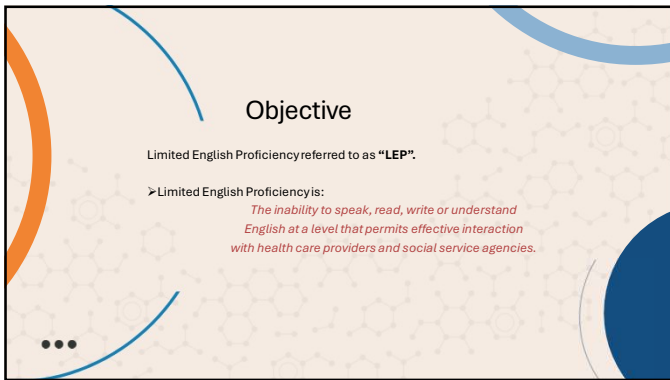 Objective
Limited English Proficiency referred to as “LEP”.
➢Limited English Proficiency is:
The inability to speak, read, write or understand
English at a level that permits effective interaction
with health care providers and social service agencies.